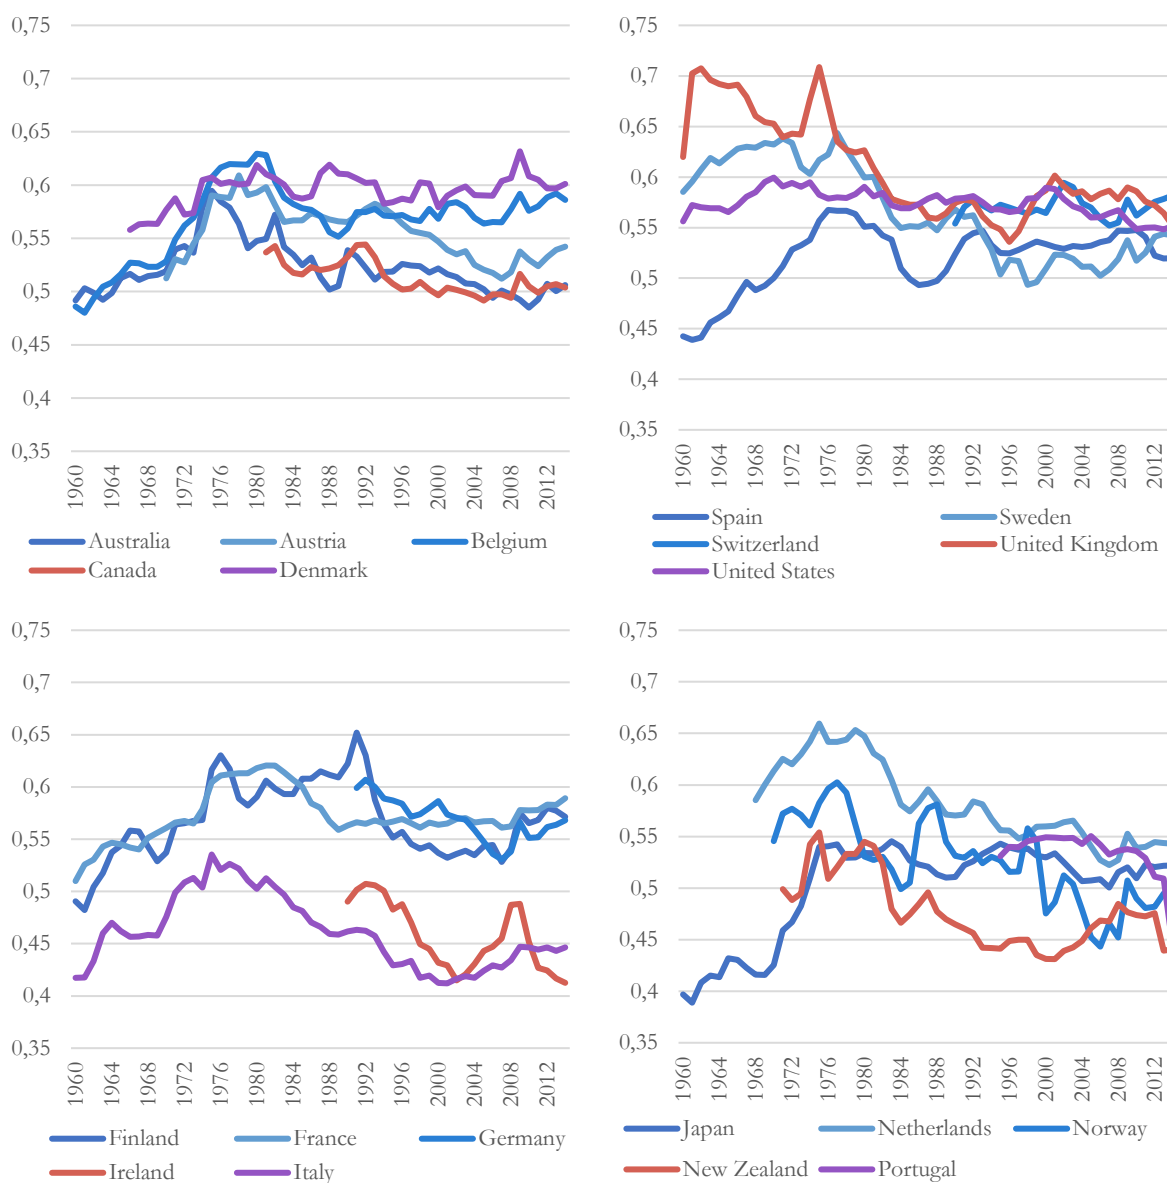 0,75
0,7
0,65
0,6
0,55
0,5
0,45
0,4
0,35
1960 1964 1968 1972 1976 1980 1984 1988 1992 1996 2000 2004 2008 2012
Australia Austria Belgium
Canada Denmark
0,75
0,7
0,65
0,6
0,55
0,5
0,45
0,4
0,35
1960 1964 1968 1972 1976 1980 1984 1988 1992 1996 2000 2004 2008 2012
Spain Sweden
Switzerland United Kingdom
United States
0,75
0,7
0,65
0,6
0,55
0,5
0,45
0,4
0,35
1960 1964 1968 1972 1976 1980 1984 1988 1992 1996 2000 2004 2008 2012
Finland France Germany
Ireland Italy
0,75
0,7
0,65
0,6
0,55
0,5
0,45
0,4
0,35
1960 1964 1968 1972 1976 1980 1984 1988 1992 1996 2000 2004 2008 2012
Japan Netherlands Norway
New Zealand Portugal